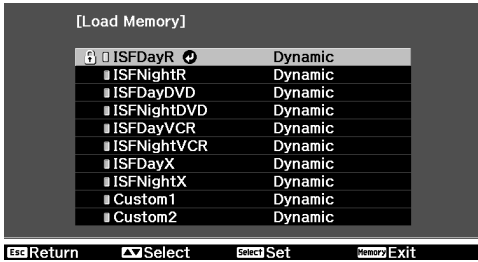 [Load Memory]
ISFDayR Dynamic
ISFNightR Dynamic
ISFDayDVD Dynamic
ISFNightDVD Dynamic
ISFDayVCR Dynamic
ISFNightVCR Dynamic
ISFDayX Dynamic
ISFNightX Dynamic
Custom1 Dynamic
Custom2 Dynamic
Esc Return Select Select Set Memory Exit